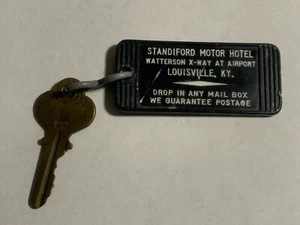 STANDIFORD MOTOR HOTEL
WATTERSON X-WAY AT AIRPORT
LOUISVILLE, KY.
DROP IN ANY MAIL BOX
WE GUARANTEE POSTAGE